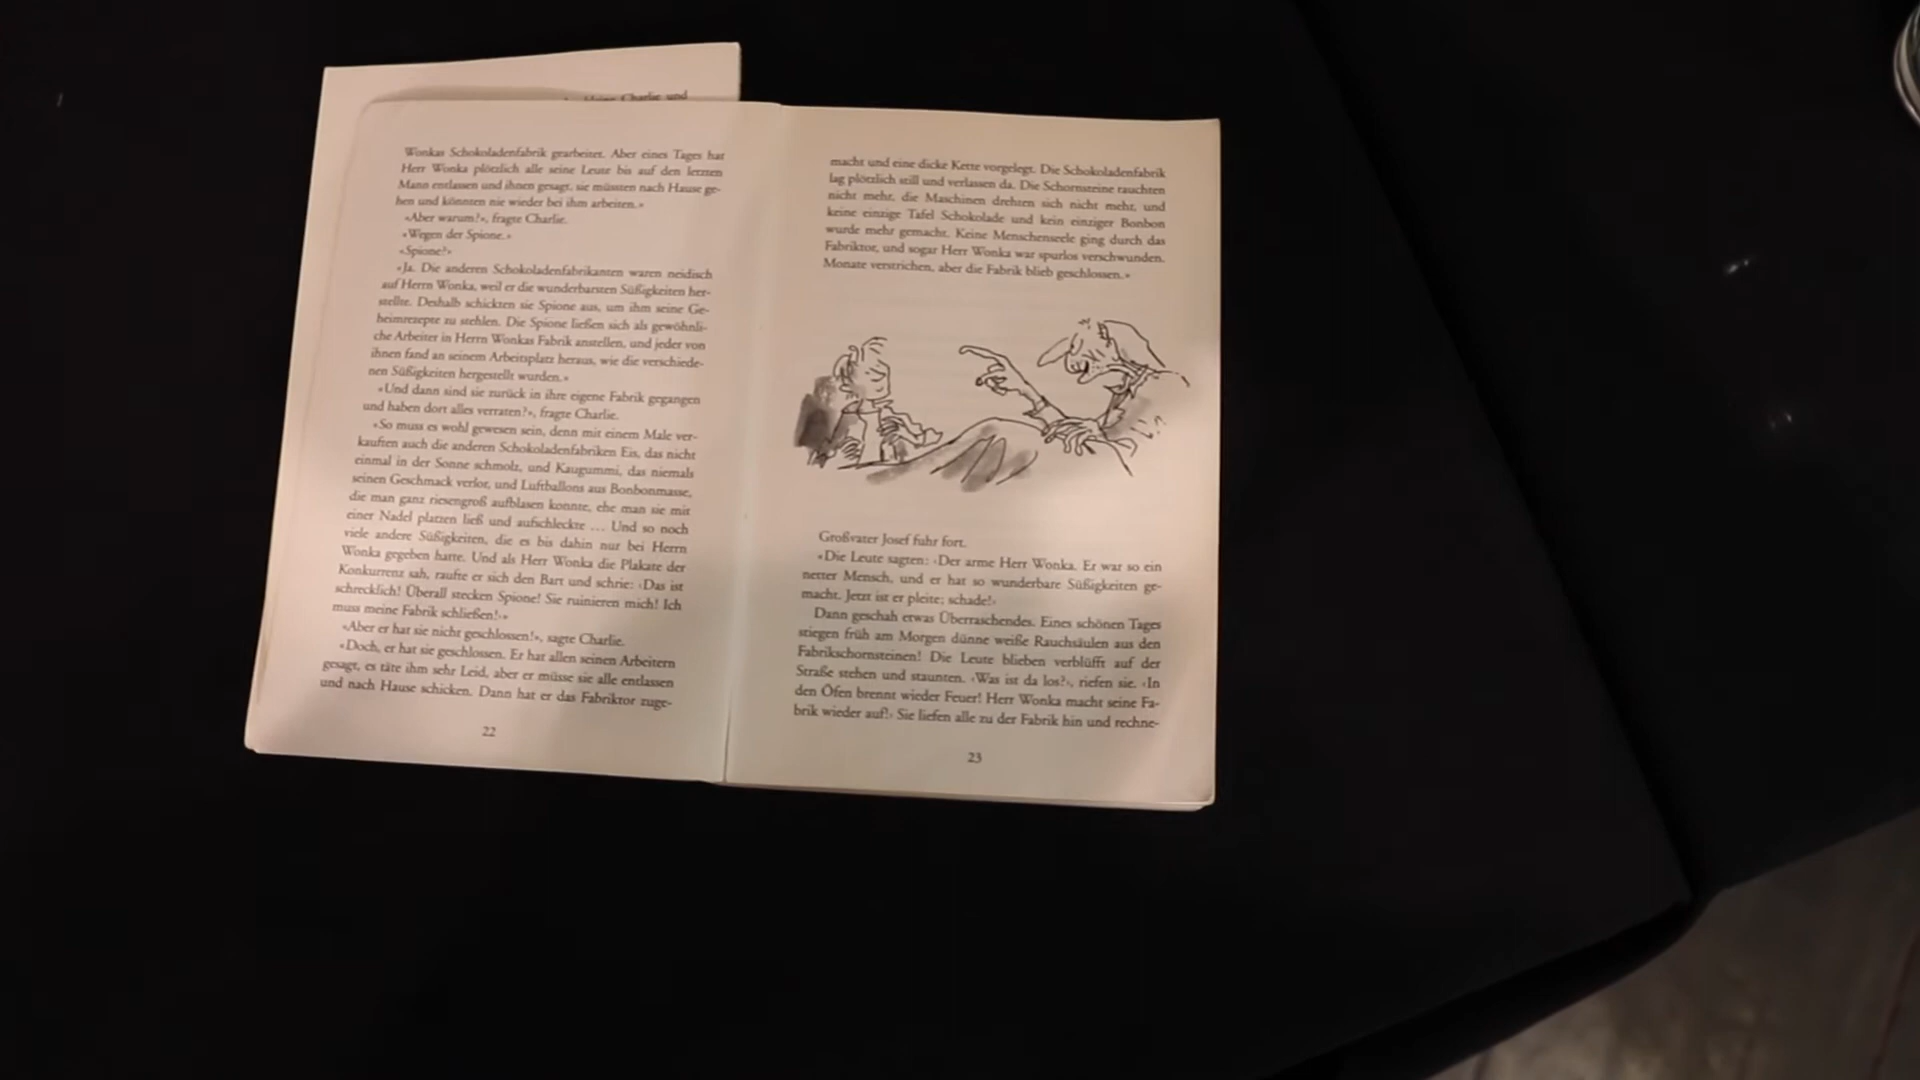 kleine Charlie und
Wonkas Schokoladenfabrik gearbeitet. Aber eines Tages hat
Herr Wonka plötzlich alle seine Leute bis auf den letzten
Mann entlassen und ihnen gesagt, sie müssten nach Hause ge-
hen und könnten nie wieder bei ihm arbeiten.»
«Aber warum?», fragte Charlie.
«Wegen der Spione.»
«Spione?»
«Ja. Die anderen Schokoladenfabrikanten waren neidisch
auf Herrn Wonka, weil er die wunderbarsten Süßigkeiten her-
stellte. Deshalb schickten sie Spione aus, um ihm seine Ge-
heimrezepte zu stehlen. Die Spione ließen sich als gewöhnli-
che Arbeiter in Herrn Wonkas Fabrik anstellen, und jeder von
ihnen fand an seinem Arbeitsplatz heraus, wie die verschiede-
nen Süßigkeiten hergestellt wurden.»
«Und dann sind sie zurück in ihre eigene Fabrik gegangen
und haben dort alles verraten?», fragte Charlie.
«So muss es wohl gewesen sein, denn mit einem Male ver-
kauften auch die anderen Schokoladenfabriken Eis, das nicht
einmal in der Sonne schmolz, und Kaugummi, das niemals
seinen Geschmack verlor, und Luftballons aus Bonbonmasse,
die man ganz riesengroß aufblasen konnte, ehe man sie mit
einer Nadel platzen ließ und aufschleckte ... Und so noch
viele andere Süßigkeiten, die es bis dahin nur bei Herrn
Wonka gegeben hatte. Und als Herr Wonka die Plakate der
Konkurrenz sah, raufte er sich den Bart und schrie: ‹Das ist
schrecklich! Überall stecken Spione! Sie ruinieren mich! Ich
muss meine Fabrik schließen!›»
«Aber er hat sie nicht geschlossen!», sagte Charlie.
«Doch, er hat sie geschlossen. Er hat allen seinen Arbeitern
gesagt, es täte ihm sehr Leid, aber er müsse sie alle entlassen
und nach Hause schicken. Dann hat er das Fabriktor zuge-
22
macht und eine dicke Kette vorgelegt. Die Schokoladenfabrik
lag plötzlich still und verlassen da. Die Schornsteine rauchten
nicht mehr, die Maschinen drehten sich nicht mehr, und
keine einzige Tafel Schokolade und kein einziger Bonbon
wurde mehr gemacht. Keine Menschenseele ging durch das
Fabriktor, und sogar Herr Wonka war spurlos verschwunden.
Monate verstrichen, aber die Fabrik blieb geschlossen.»
Großvater Josef fuhr fort.
«Die Leute sagten: ‹Der arme Herr Wonka. Er war so ein
netter Mensch, und er hat so wunderbare Süßigkeiten ge-
macht. Jetzt ist er pleite; schade!›
Dann geschah etwas Überraschendes. Eines schönen Tages
stiegen früh am Morgen dünne weiße Rauchsäulen aus den
Fabrikschornsteinen! Die Leute blieben verblüfft auf der
Straße stehen und staunten. ‹Was ist da los?›, riefen sie. ‹In
den Öfen brennt wieder Feuer! Herr Wonka macht seine Fa-
brik wieder auf!› Sie liefen alle zu der Fabrik hin und rechne-
23